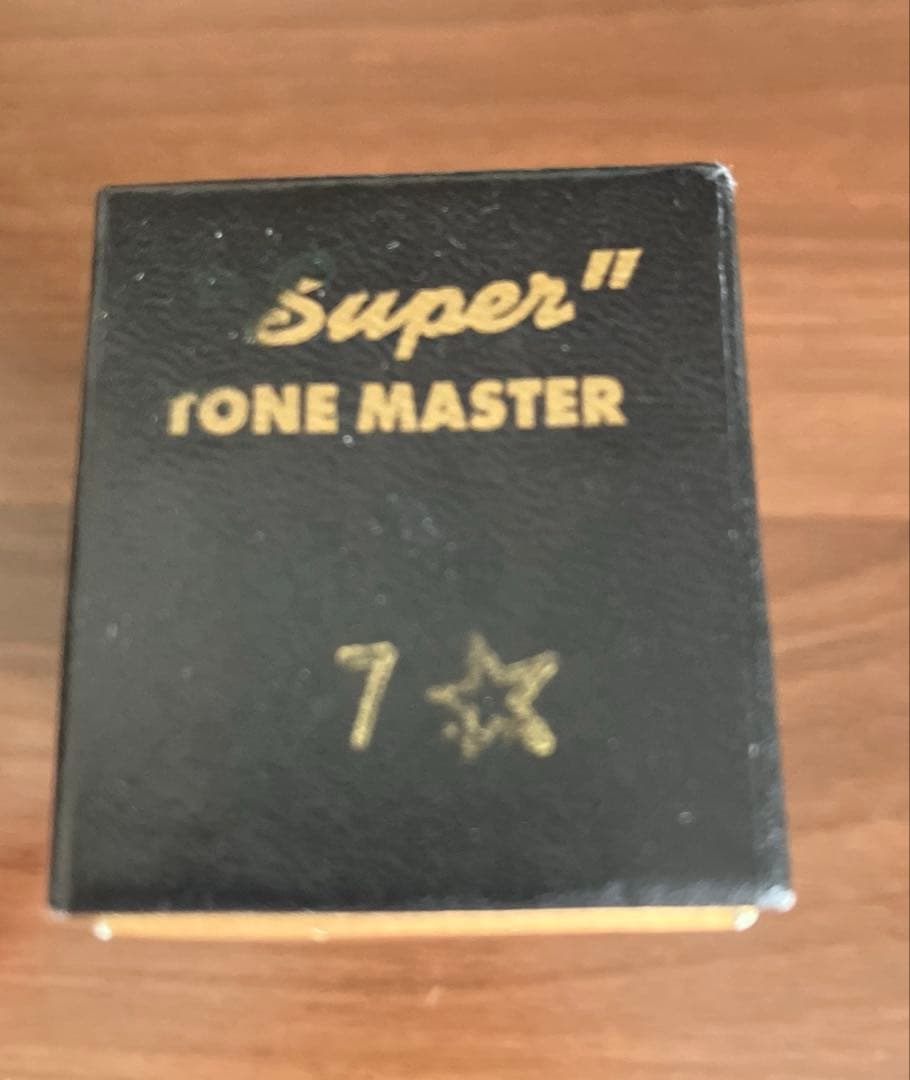 Super"
TONE MASTER
7 ☆